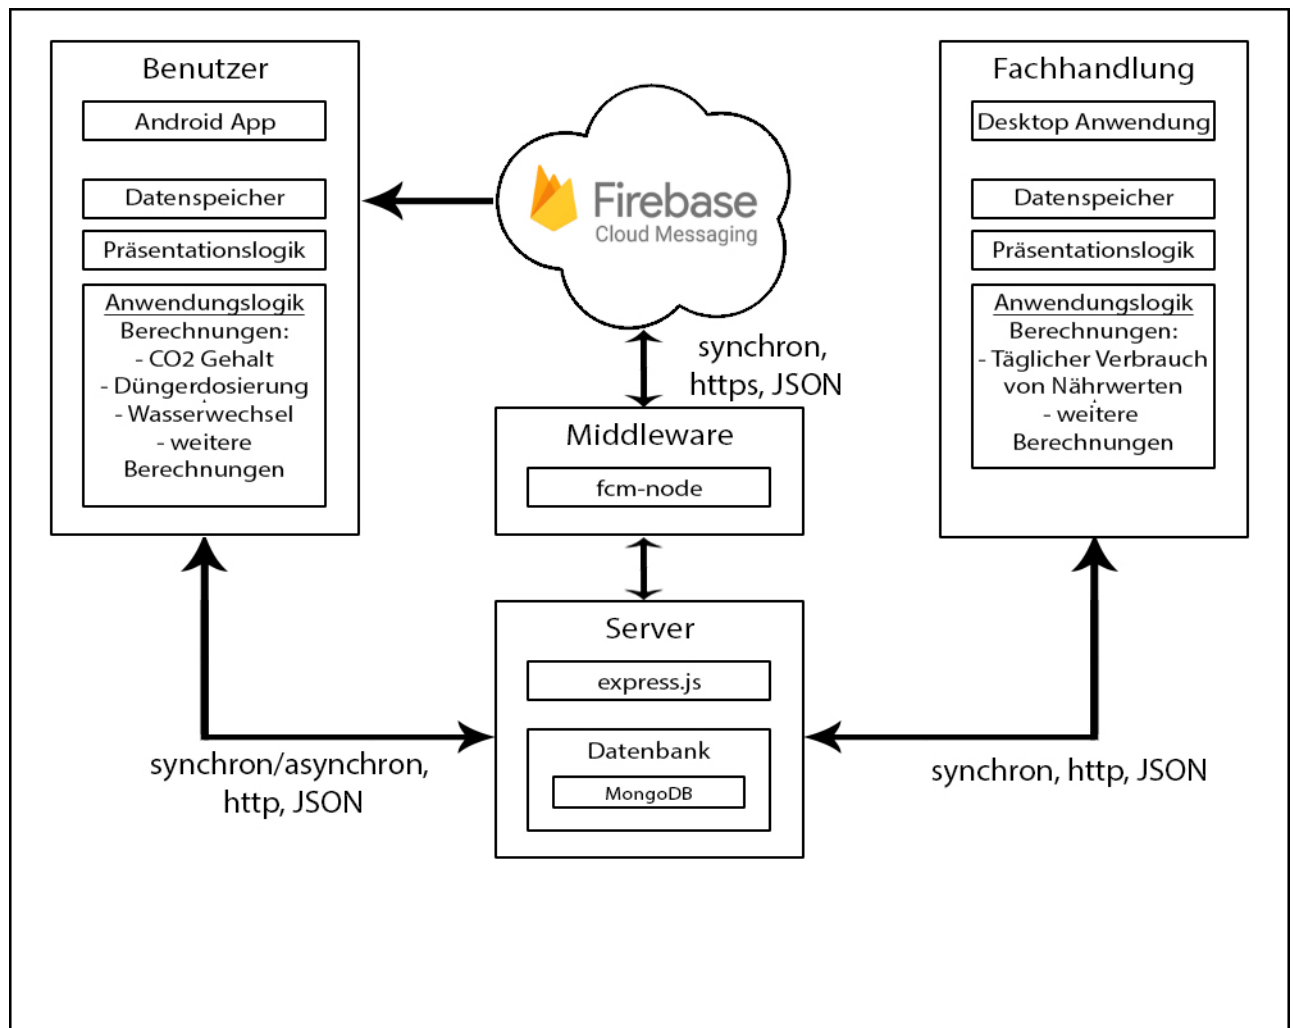 Benutzer
Android App
Datenspeicher
Präsentationslogik
Anwendungslogik
Berechnungen:
- CO2 Gehalt
- Düngerdosierung
- Wasserwechsel
- weitere
Berechnungen
Firebase
Cloud Messaging
synchron,
https, JSON
Middleware
fcm-node
Server
express.js
Datenbank
MongoDB
synchron/asynchron,
http, JSON
Fachhandlung
Desktop Anwendung
Datenspeicher
Präsentationslogik
Anwendungslogik
Berechnungen:
- Täglicher Verbrauch
von Nährwerten
- weitere
Berechnungen
synchron, http, JSON